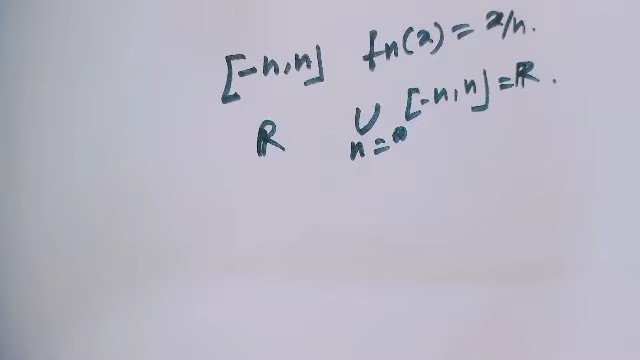 [-n,n] fn(x) = x/n.
R ∪ n=∞ [-n,n] = R.